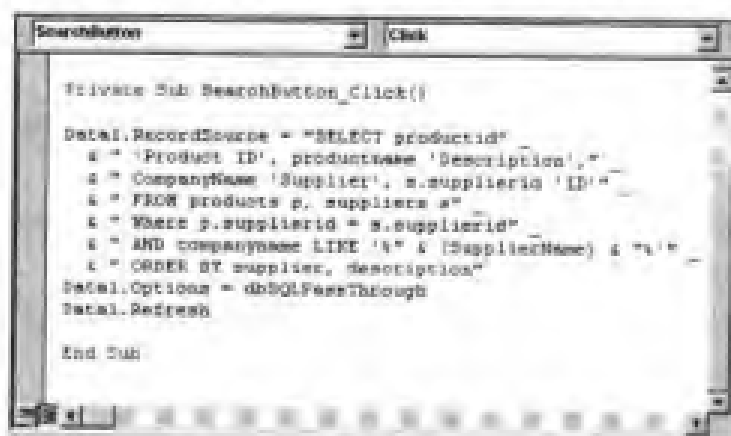 SearchButton Click
Private Sub SearchButton_Click()
Data1.RecordSource = "SELECT productid" _
& " 'Product ID', productname 'Description'," _
& " CompanyName 'Supplier', s.supplierid 'ID'" _
& " FROM products p, suppliers s" _
& " Where p.supplierid = s.supplierid" _
& " AND companyname LIKE '%" & (SupplierName) & "%'" _
& " ORDER BY supplier, description"
Data1.Options = dbSQLPassThrough
Data1.Refresh
End Sub